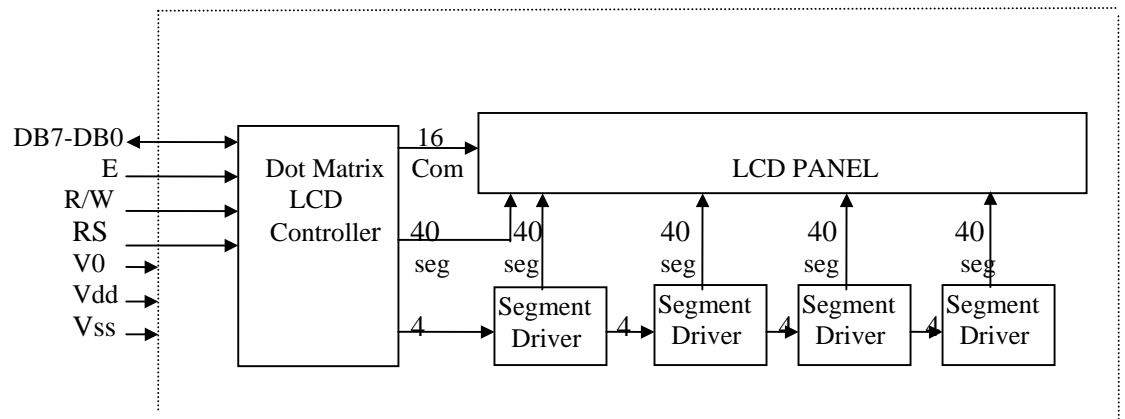 DB7-DB0
E
R/W
RS
V0
Vdd
Vss
Dot Matrix
LCD
Controller
16
Com
LCD PANEL
40
seg
40
seg
40
seg
40
seg
40
seg
4
Segment
Driver
4
Segment
Driver
4
Segment
Driver
4
Segment
Driver